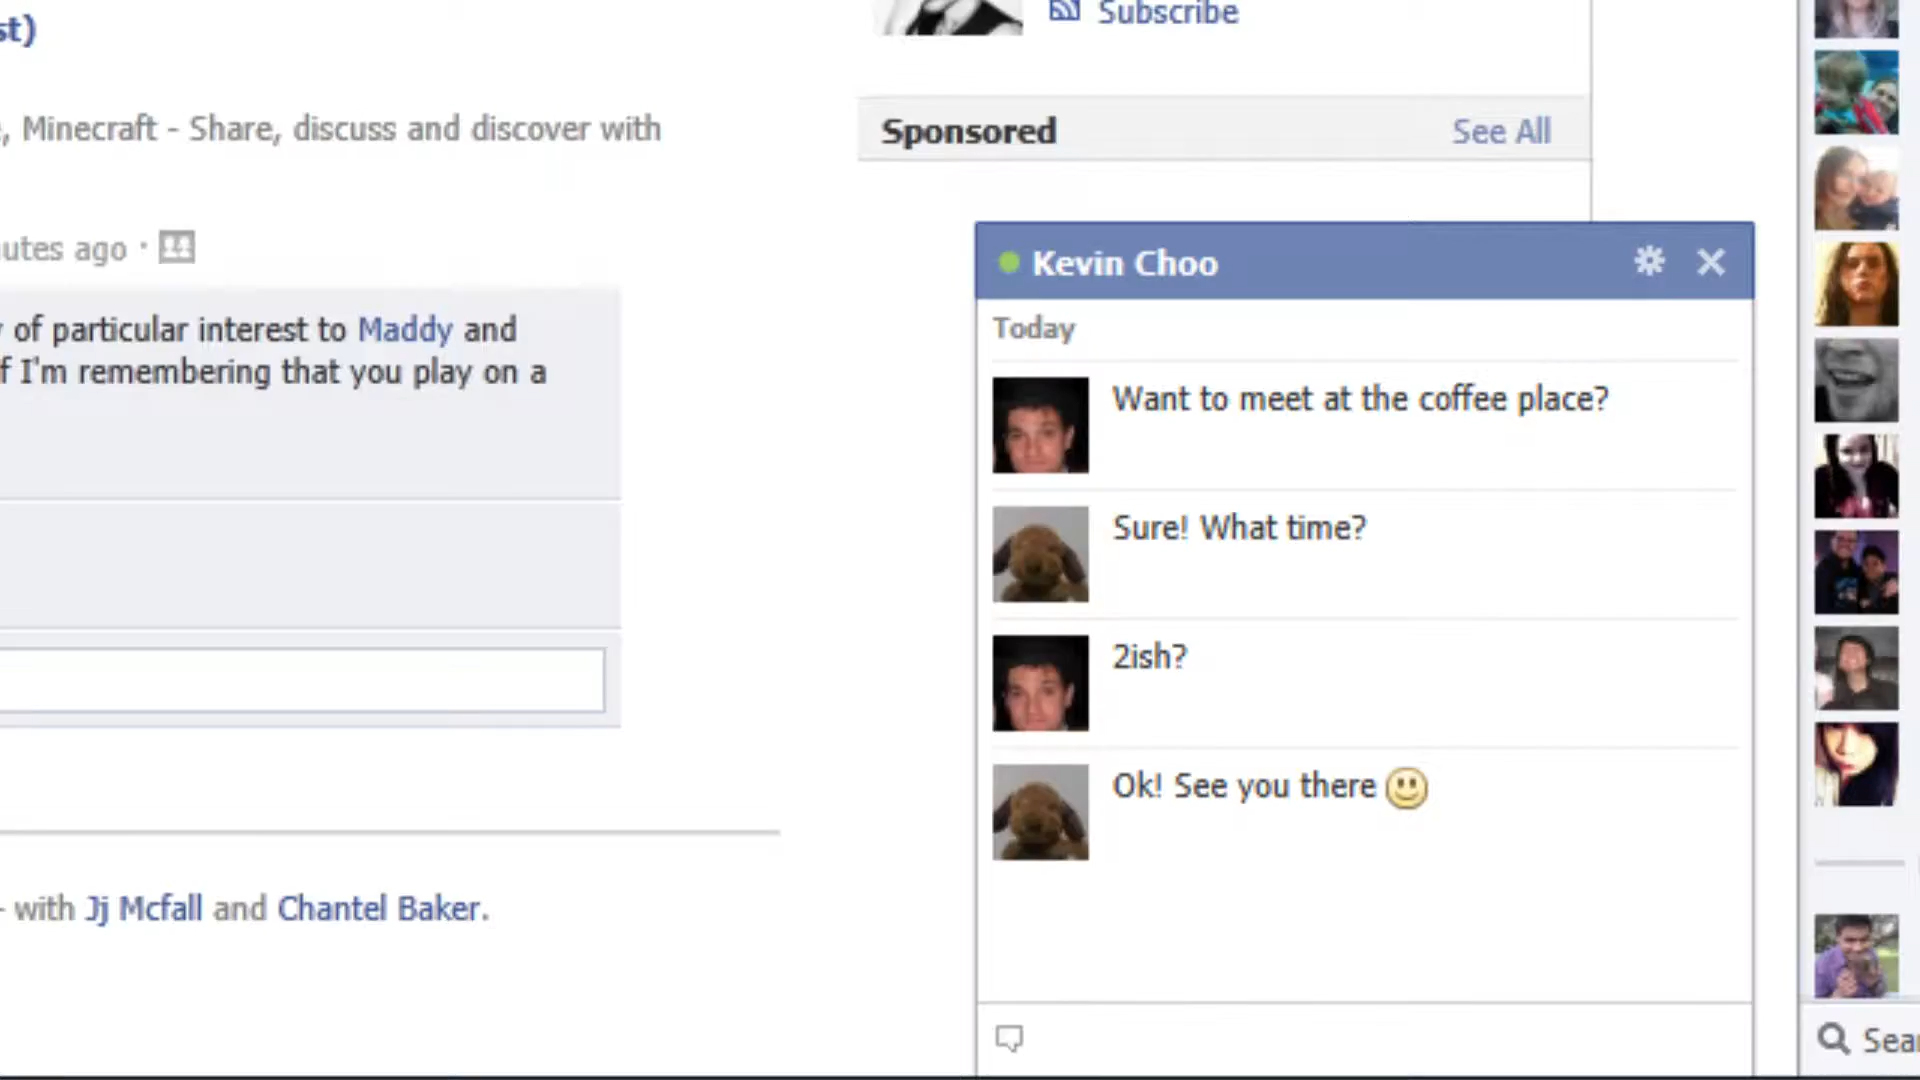 st)
, Minecraft - Share, discuss and discover with
utes ago ·
of particular interest to Maddy and
f I'm remembering that you play on a
- with Jj Mcfall and Chantel Baker.
Subscribe
Sponsored
See All
Kevin Choo
Today
Want to meet at the coffee place?
Sure! What time?
2ish?
Ok! See you there
Sear